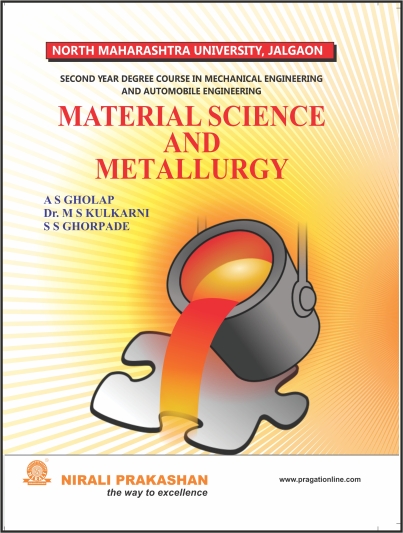 NORTH MAHARASHTRA UNIVERSITY, JALGAON
SECOND YEAR DEGREE COURSE IN MECHANICAL ENGINEERING
AND AUTOMOBILE ENGINEERING
MATERIAL SCIENCE
AND
METALLURGY
A S GHOLAP
Dr. M S KULKARNI
S S GHORPADE
NIRALI PRAKASHAN
the way to excellence
www.pragationline.com